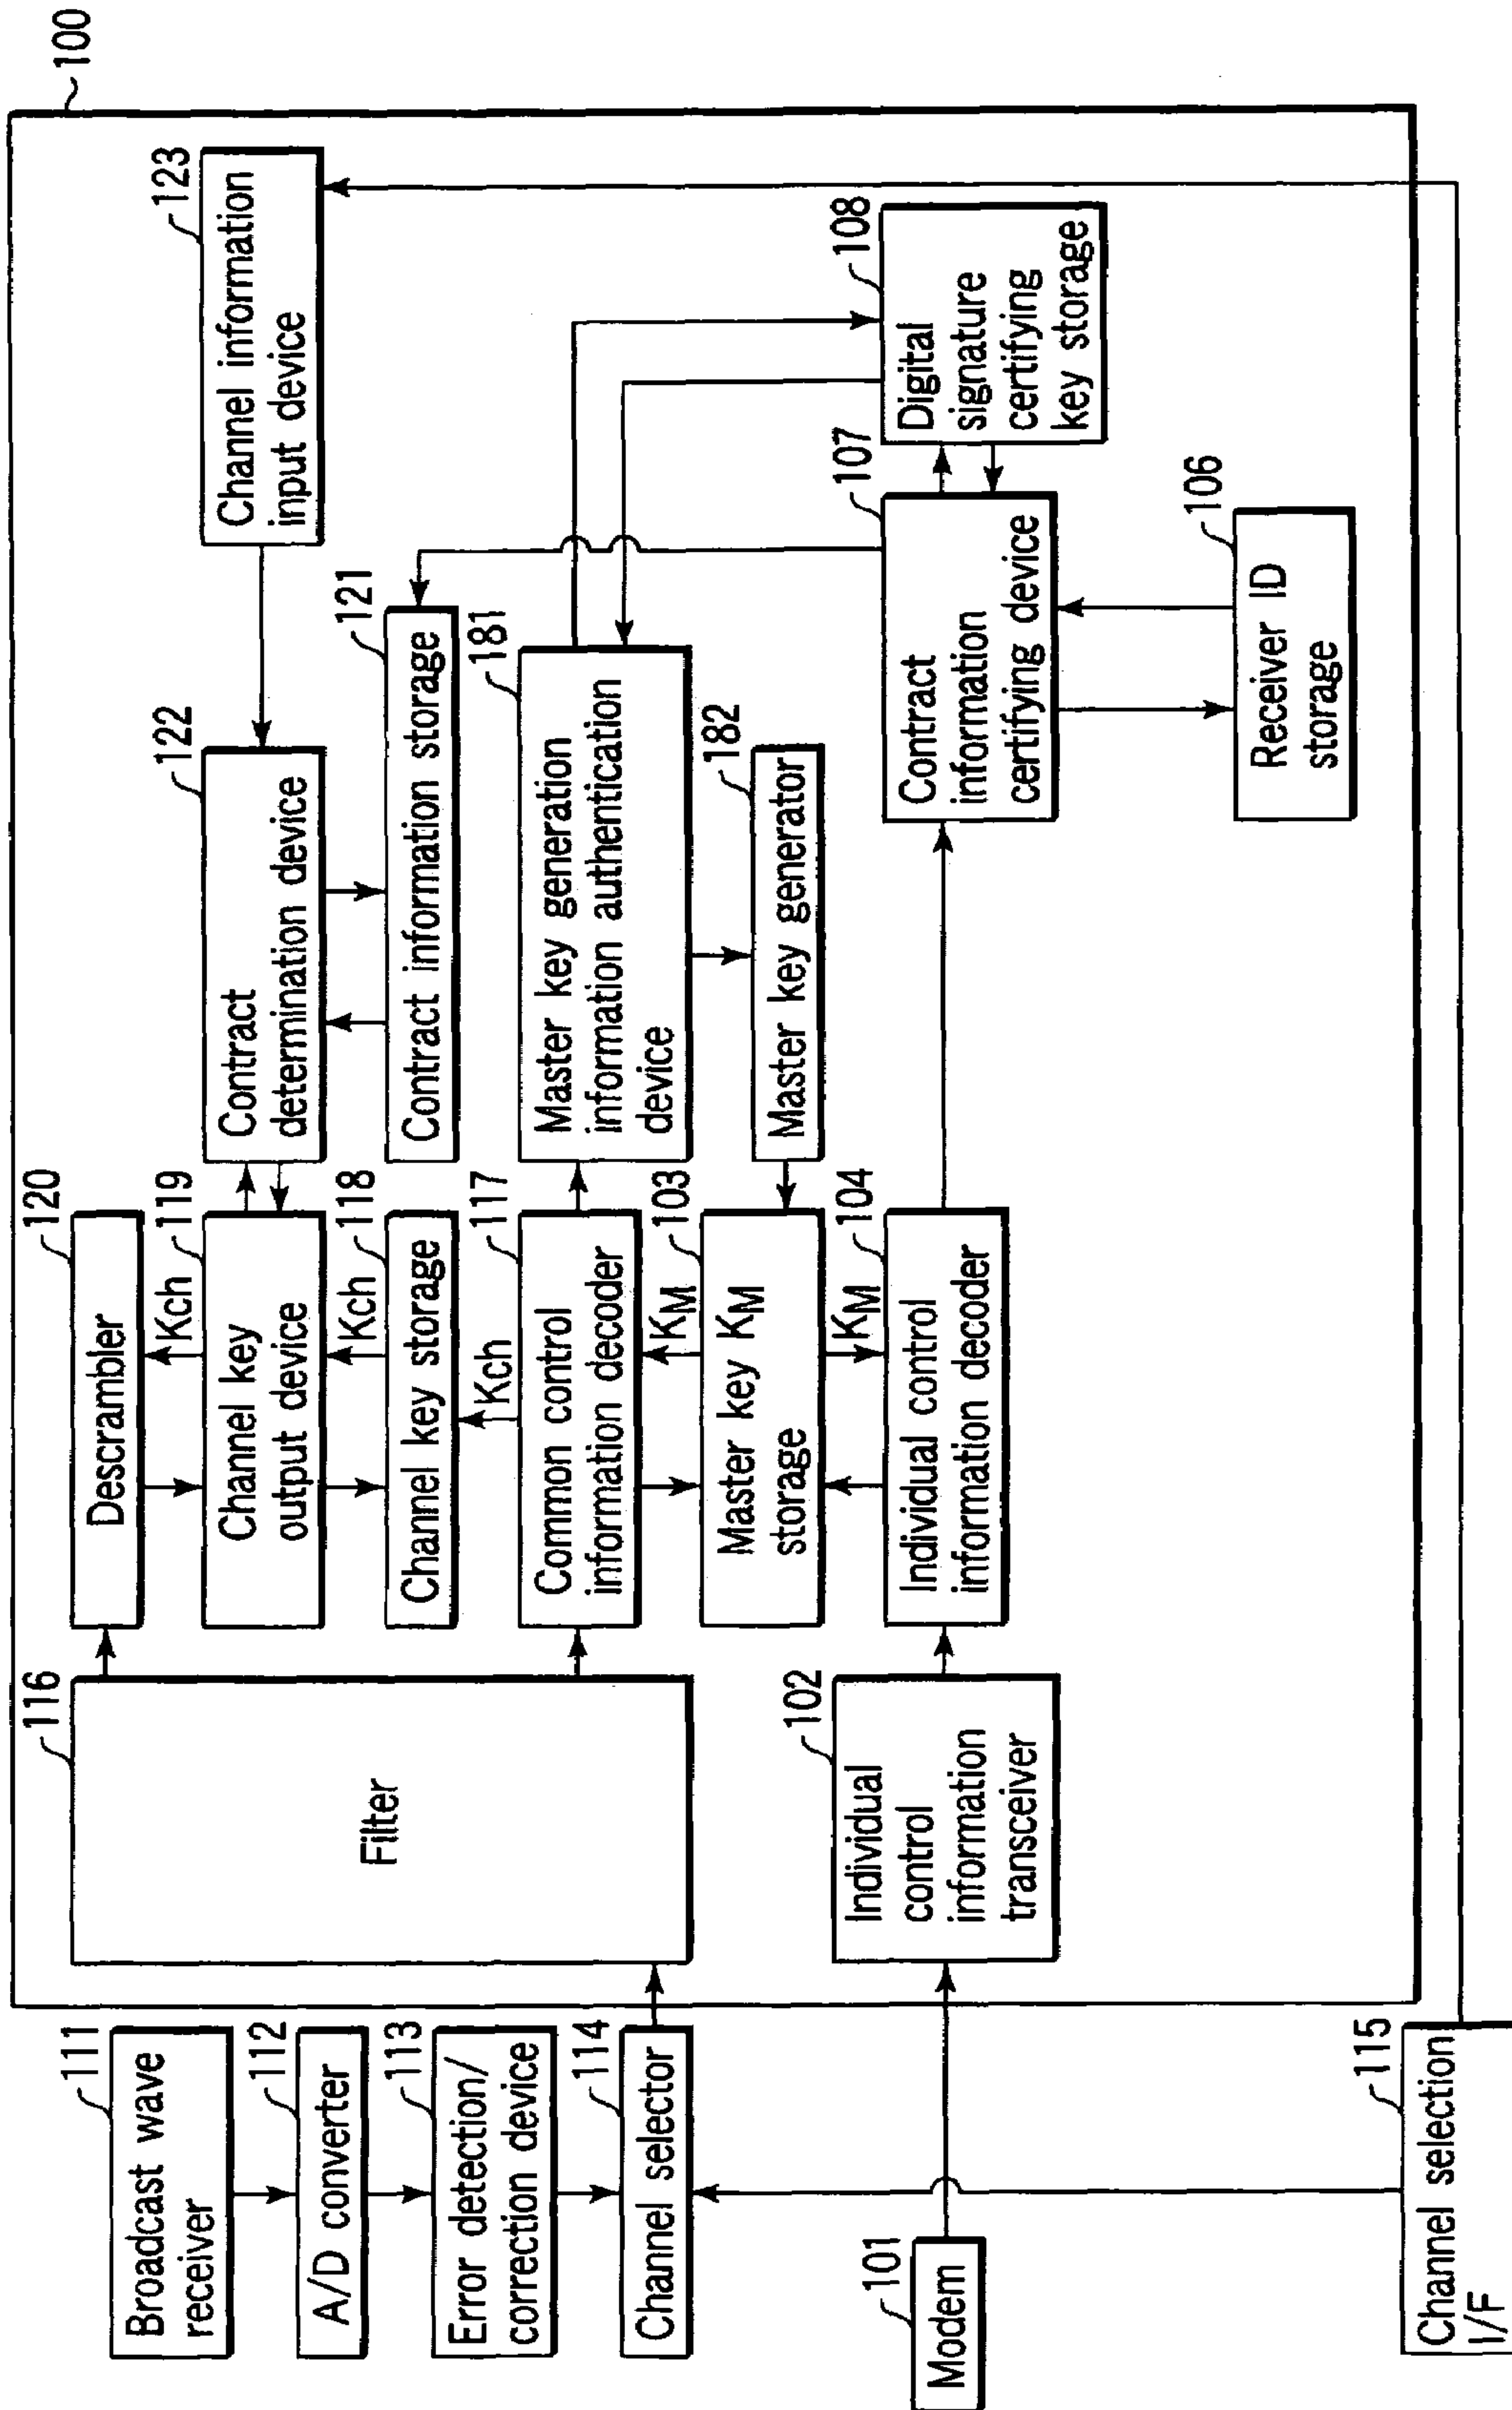 100
111
Broadcast wave
receiver
112
A/D converter
113
Error detection/
correction device
114
Channel selector
101
Modem
115
Channel selection
I/F
116
Filter
102
Individual
control
information
transceiver
120
Descrambler
Kch
119
Channel key
output device
Kch
118
Channel key storage
Kch
117
Common control
information decoder
KM
103
Master key KM
storage
KM
104
Individual control
information decoder
122
Contract
determination device
121
Contract information storage
181
Master key generation
information authentication
device
182
Master key generator
123
Channel information
input device
107
Contract
information
certifying device
108
Digital
signature
certifying
key storage
106
Receiver ID
storage